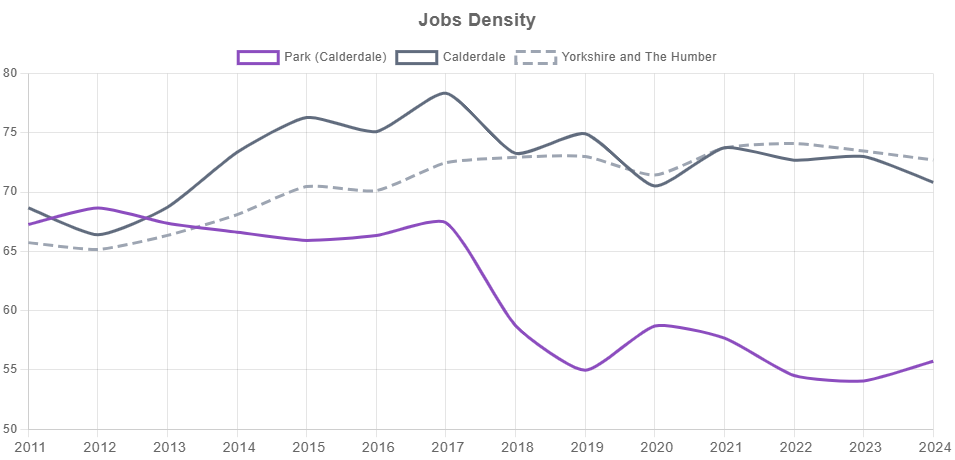 Jobs Density
Park (Calderdale) Calderdale Yorkshire and The Humber
80
75
70
65
60
55
50
2011 2012 2013 2014 2015 2016 2017 2018 2019 2020 2021 2022 2023 2024